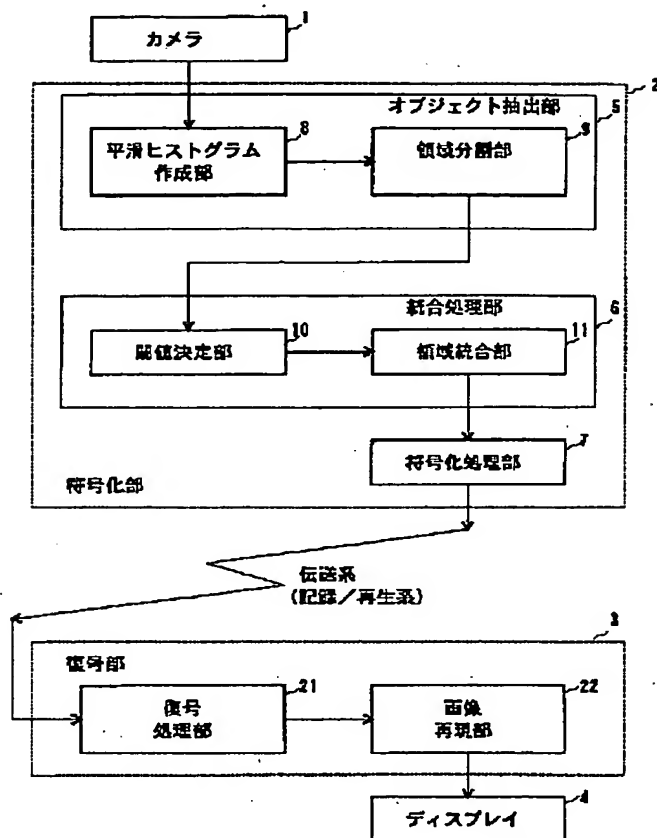 カメラ
1
2
オブジェクト抽出部
5
平滑ヒストグラム
作成部
8
領域分割部
9
統合処理部
6
閾値決定部
10
領域統合部
11
符号化処理部
7
符号化部
伝送系
(記録/再生系)
復号部
3
復号
処理部
21
画像
再現部
22
ディスプレイ
4